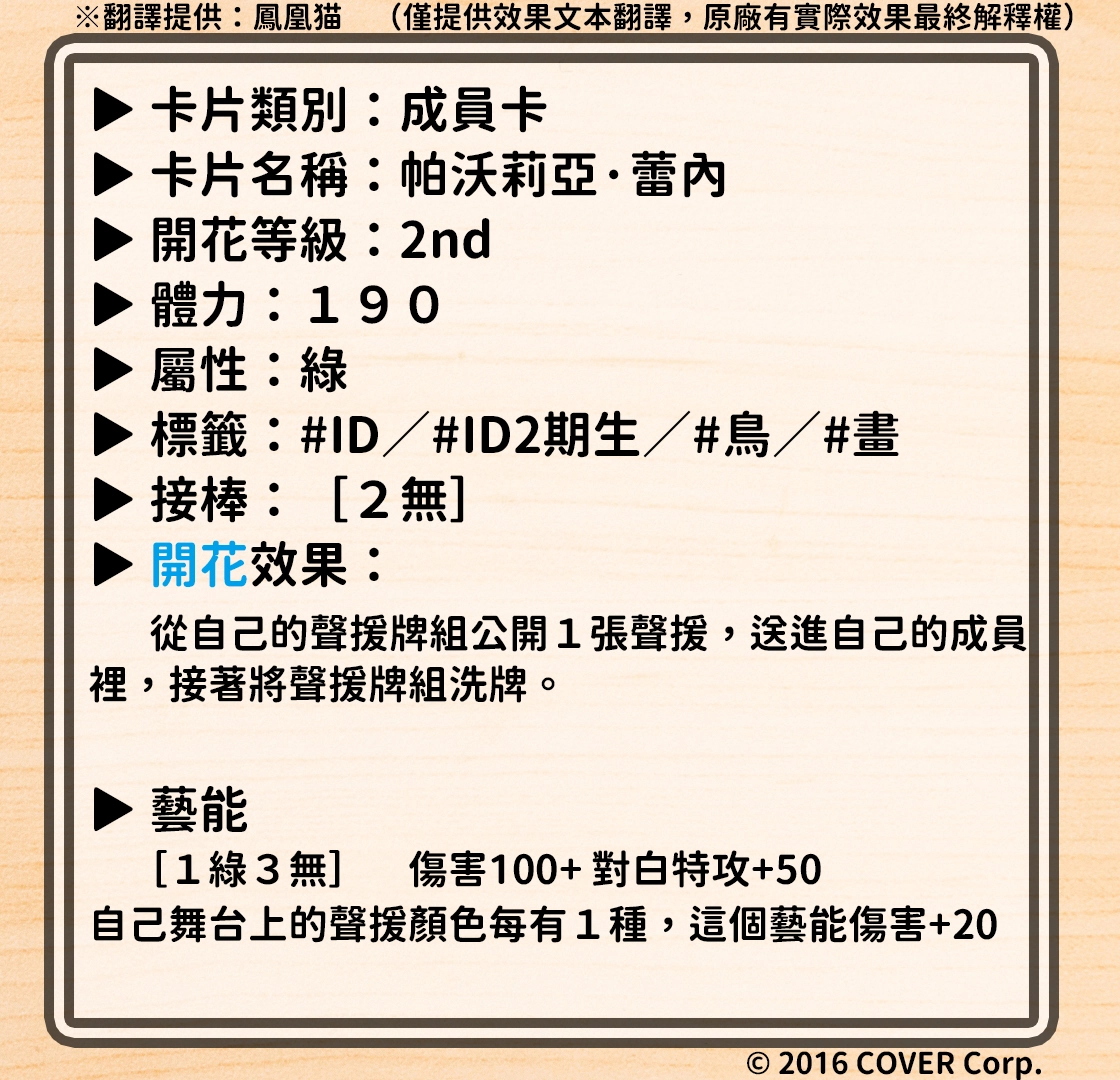 ※翻譯提供：鳳凰猫　（僅提供效果文本翻譯，原廠有實際效果最終解釋權）
▶ 卡片類別：成員卡
▶ 卡片名稱：帕沃莉亞·蕾內
▶ 開花等級：2nd
▶ 體力：１９０
▶ 屬性：綠
▶ 標籤：#ID／#ID2期生／#鳥／#畫
▶ 接棒：［２無］
▶ 開花效果：
從自己的聲援牌組公開１張聲援，送進自己的成員
裡，接著將聲援牌組洗牌。
▶ 藝能
［１綠３無］　傷害100+ 對白特攻+50
自己舞台上的聲援顏色每有１種，這個藝能傷害+20
© 2016 COVER Corp.